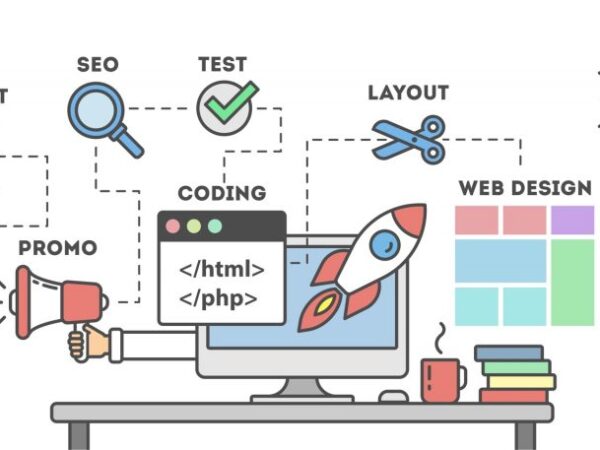 SEO
TEST
LAYOUT
CODING
WEB DESIGN
PROMO
</html>
</php>